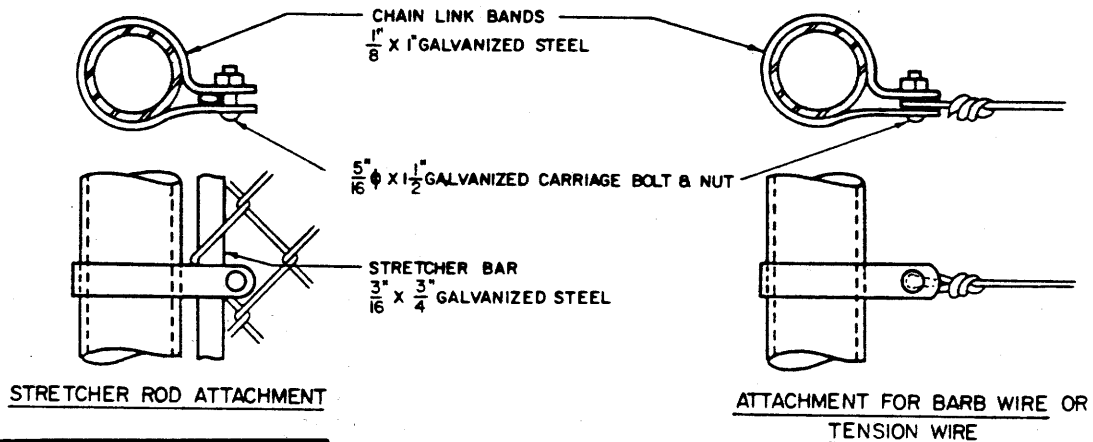 CHAIN LINK BANDS
1/8" X 1" GALVANIZED STEEL
5/16" ϕ X 1 1/2" GALVANIZED CARRIAGE BOLT & NUT
STRETCHER BAR
3/16" X 3/4" GALVANIZED STEEL
STRETCHER ROD ATTACHMENT
ATTACHMENT FOR BARB WIRE OR
TENSION WIRE